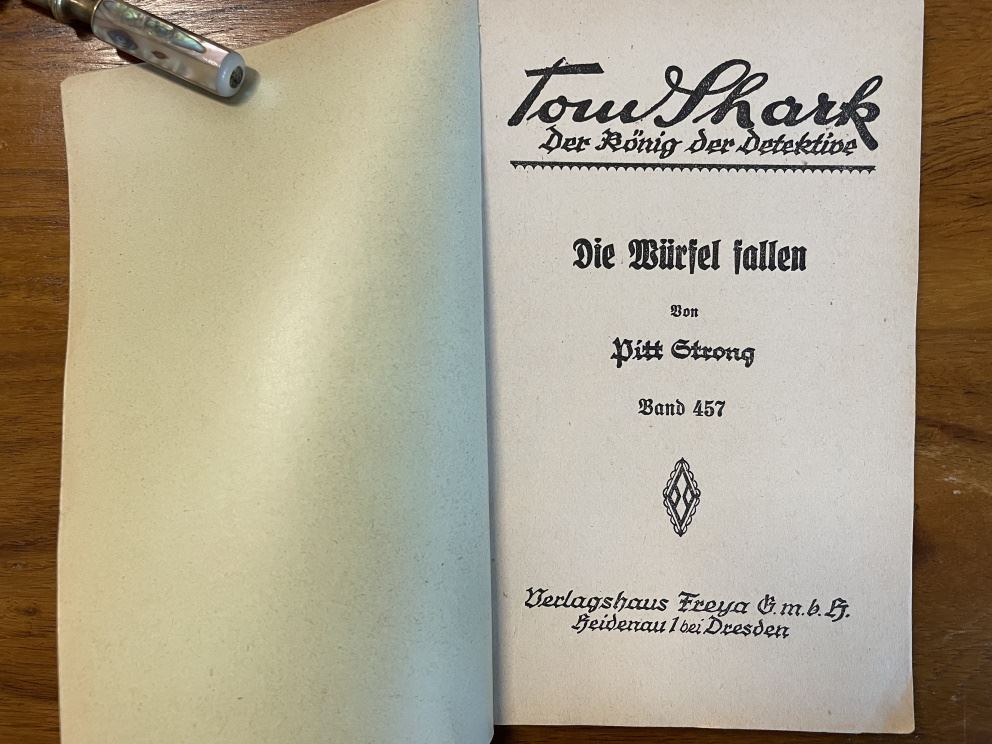 Tom Shark
Der König der Detektive
Die Würfel fallen
Von
Pitt Strong
Band 457
Verlagshaus Freya G.m.b.H.
Heidenau 1 bei Dresden